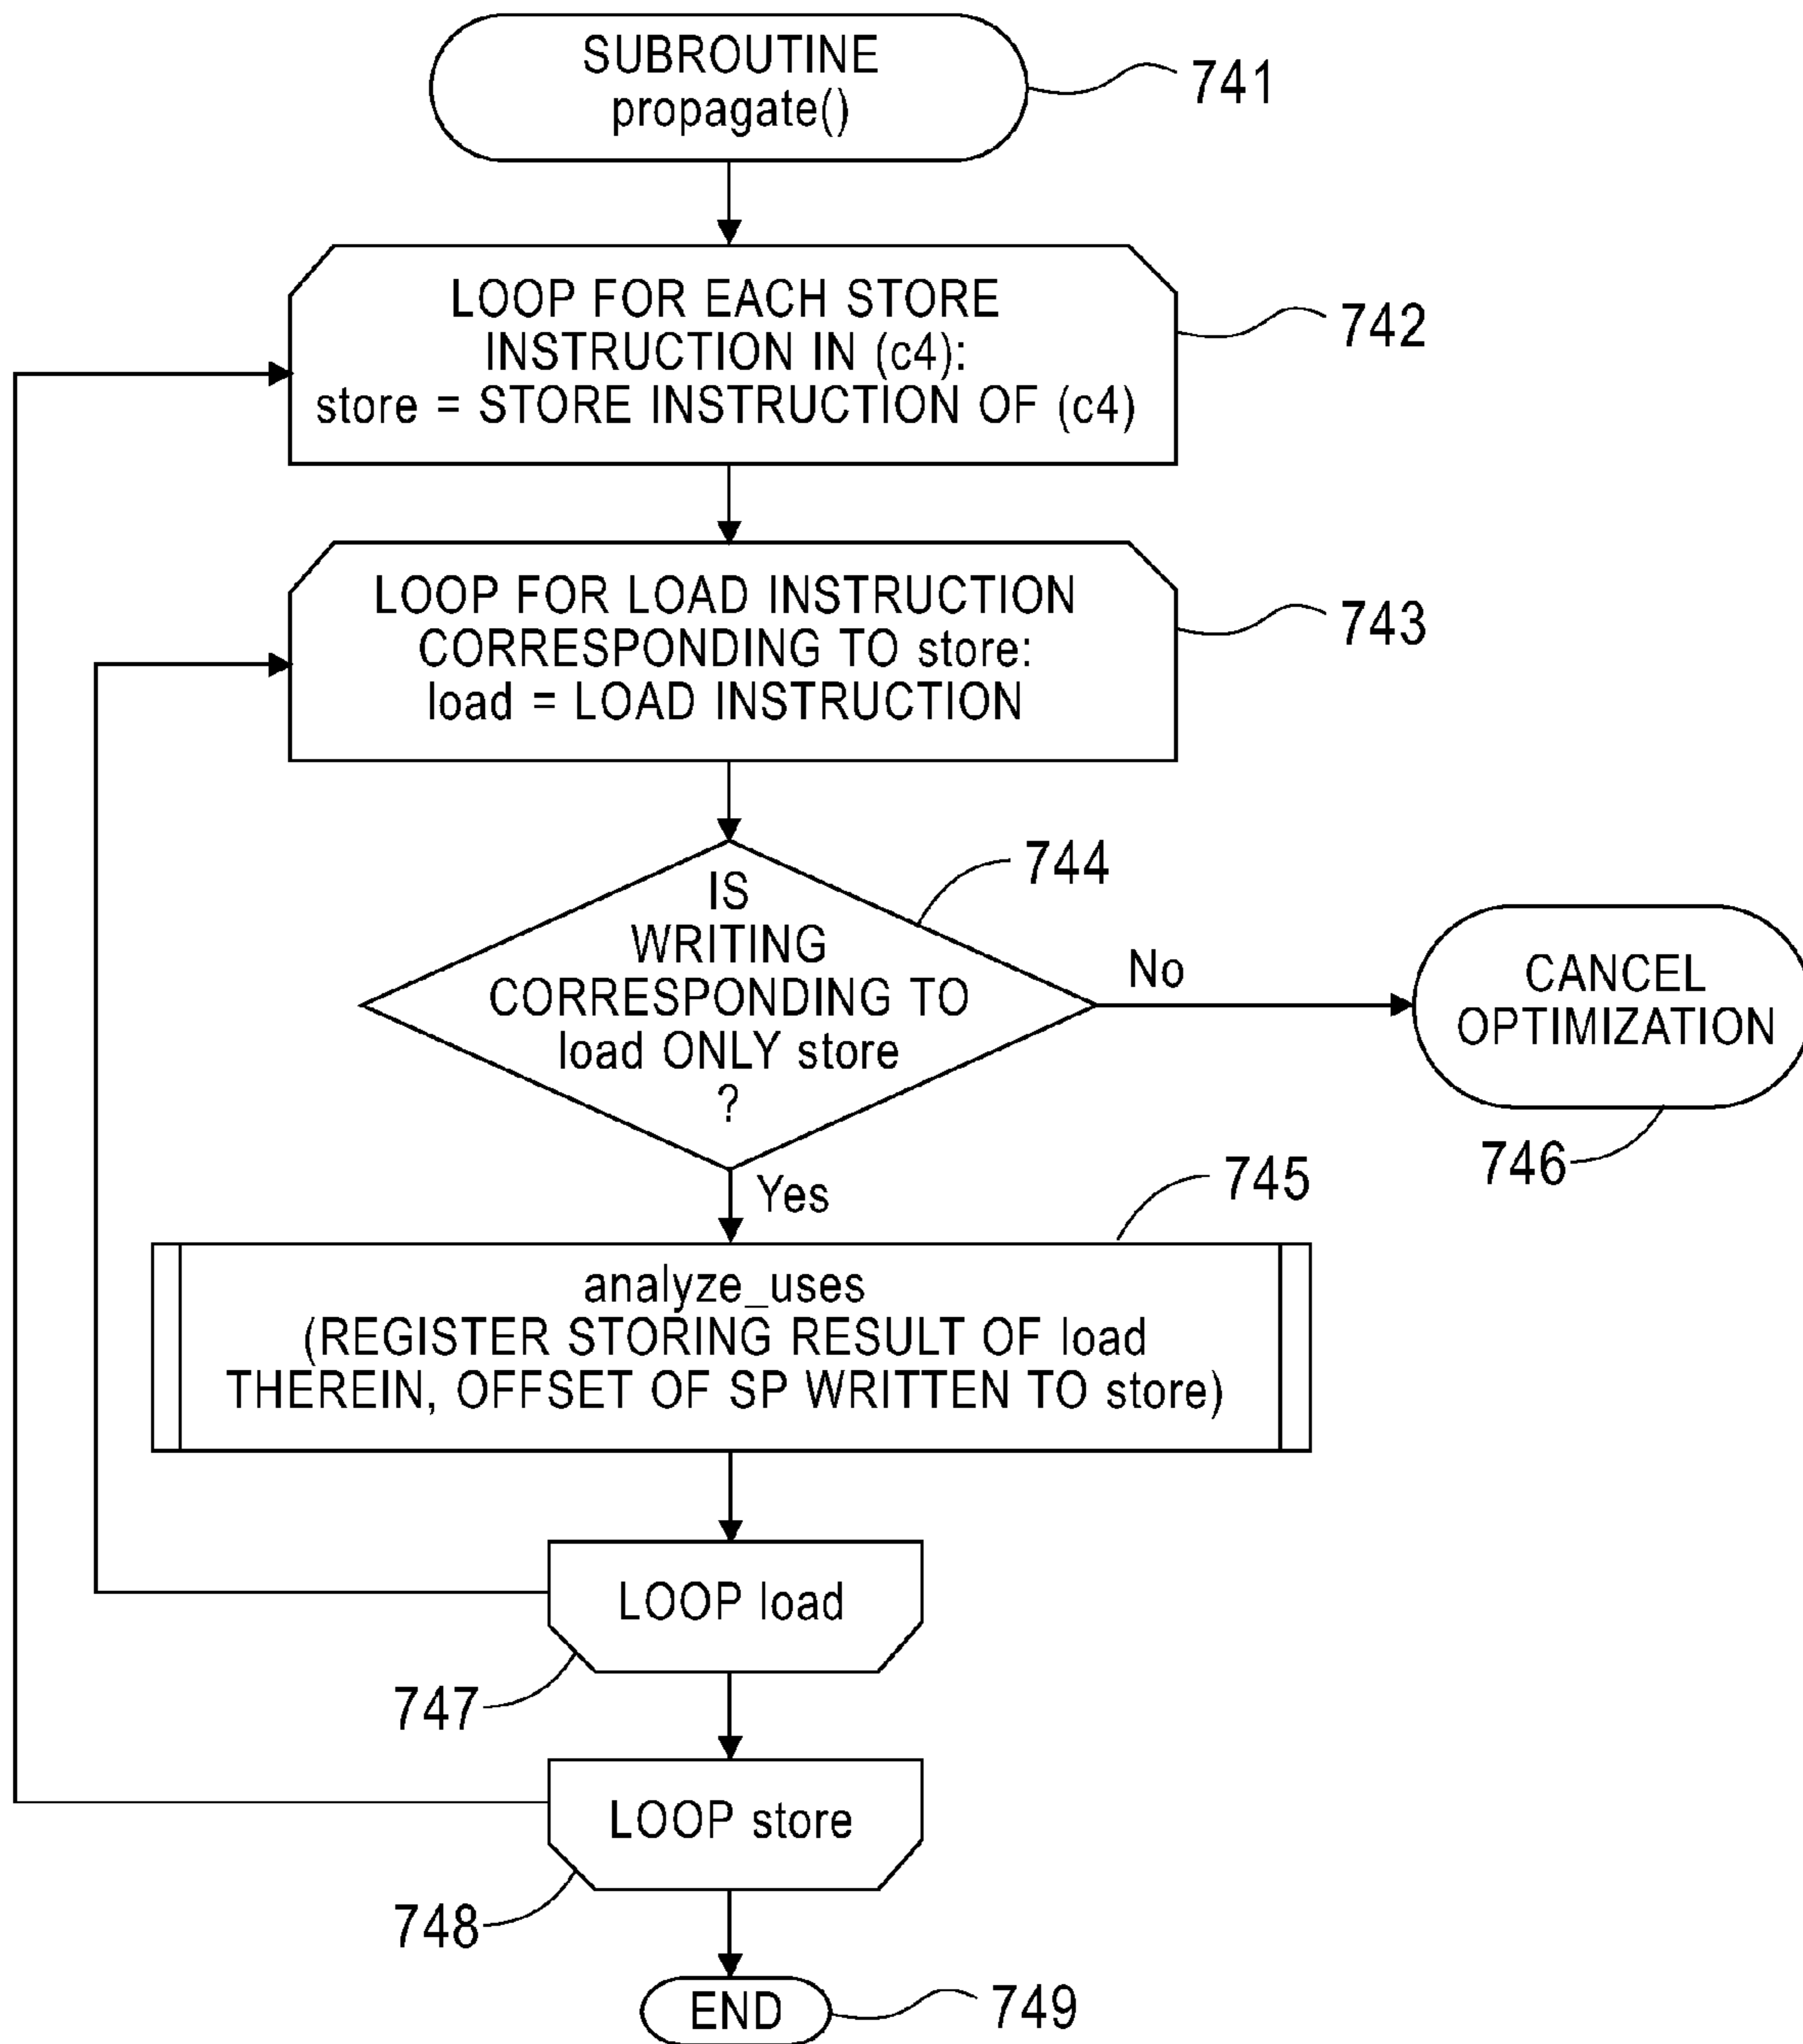 SUBROUTINE
propagate()
741
LOOP FOR EACH STORE
INSTRUCTION IN (c4):
store = STORE INSTRUCTION OF (c4)
742
LOOP FOR LOAD INSTRUCTION
CORRESPONDING TO store:
load = LOAD INSTRUCTION
743
IS
WRITING
CORRESPONDING TO
load ONLY store
?
744
No
CANCEL
OPTIMIZATION
746
Yes
745
analyze_uses
(REGISTER STORING RESULT OF load
THEREIN, OFFSET OF SP WRITTEN TO store)
LOOP load
747
LOOP store
748
END
749